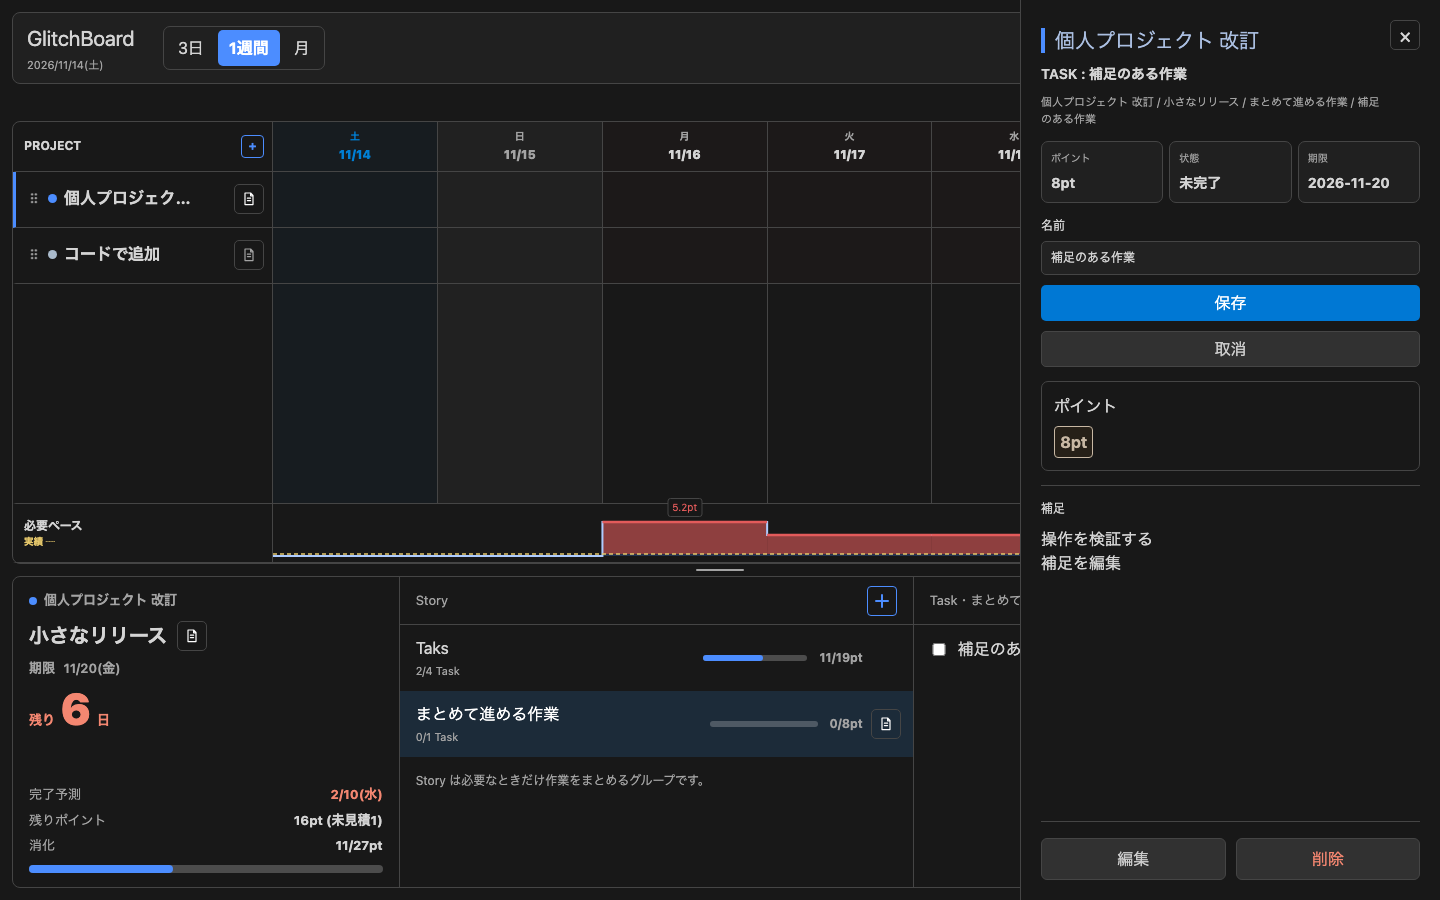 GlitchBoard
2026/11/14(土)
3日
1週間
月
PROJECT
+
土
11/14
日
11/15
月
11/16
火
11/17
水
個人プロジェク...
コードで追加
必要ペース
実績 ---
5.2pt
個人プロジェクト 改訂
小さなリリース
期限 11/20(金)
残り 6 日
完了予測
2/10(水)
残りポイント
16pt (未見積1)
消化
11/27pt
Story
+
Taks
2/4 Task
11/19pt
まとめて進める作業
0/1 Task
0/8pt
Story は必要なときだけ作業をまとめるグループです。
Task・まとめて
補足のあ
個人プロジェクト 改訂
×
TASK : 補足のある作業
個人プロジェクト 改訂 / 小さなリリース / まとめて進める作業 / 補足
のある作業
ポイント
8pt
状態
未完了
期限
2026-11-20
名前
補足のある作業
保存
取消
ポイント
8pt
補足
操作を検証する
補足を編集
編集
削除